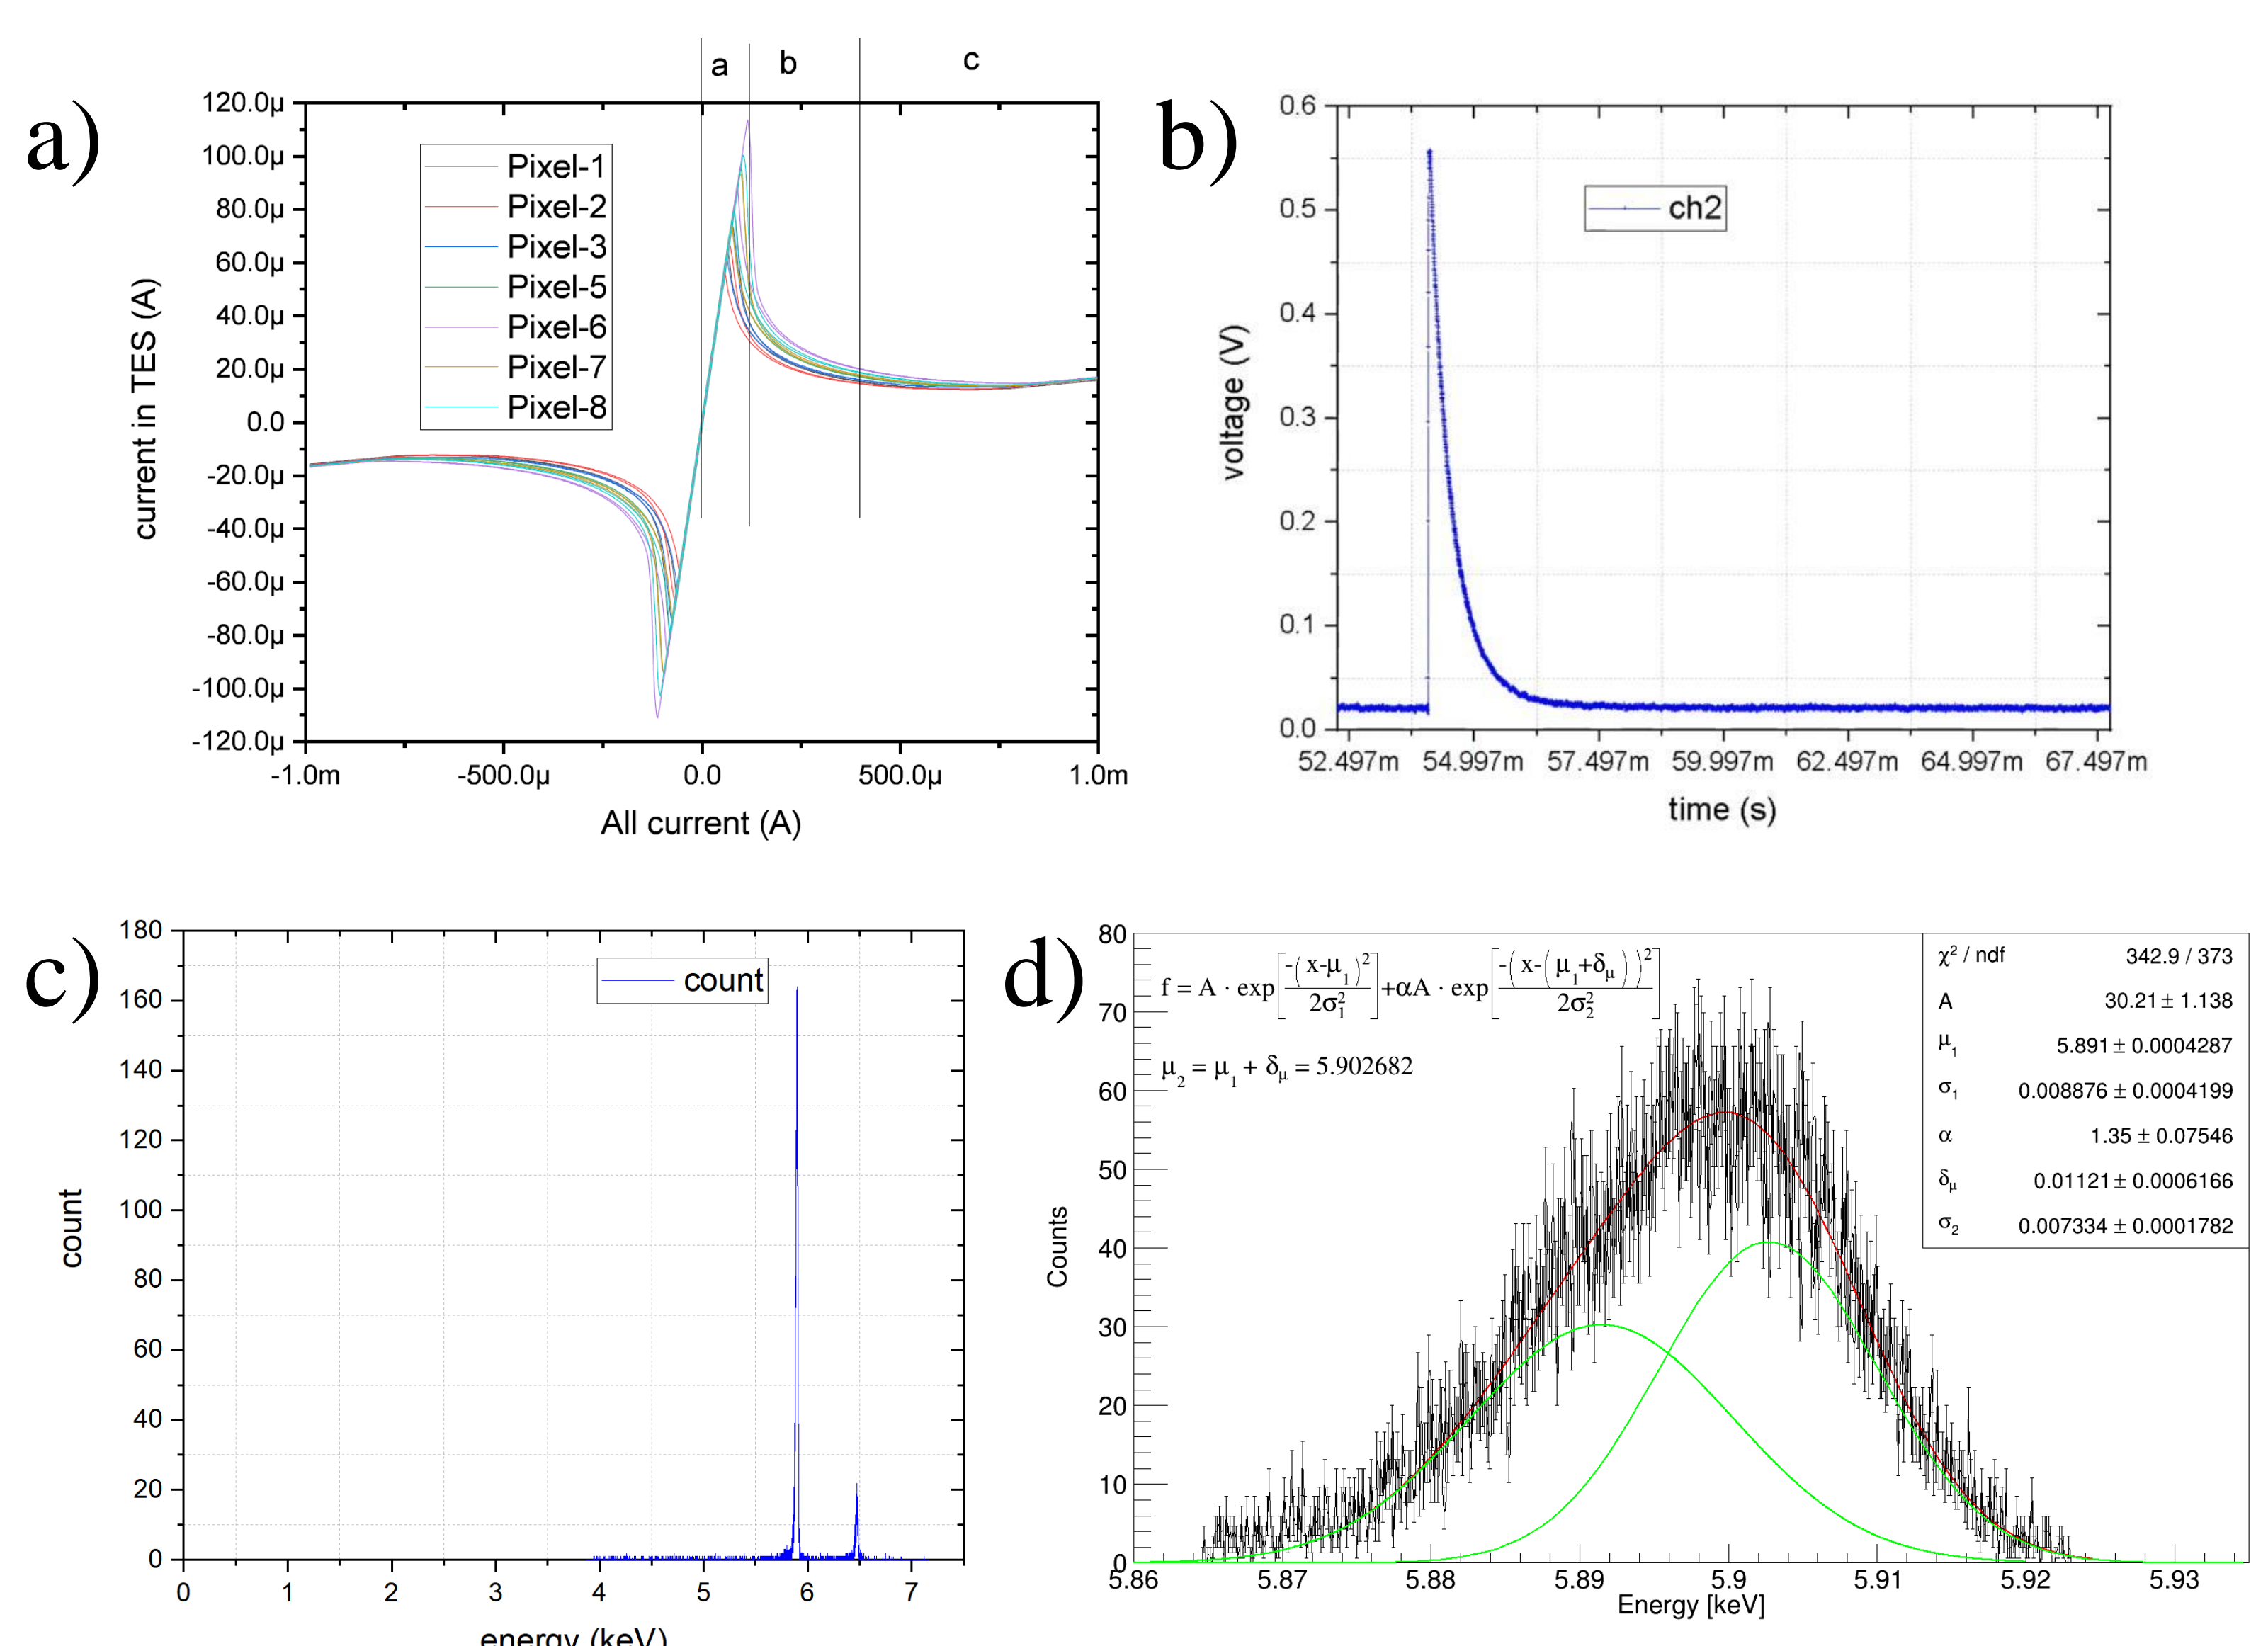 a)
a
b
c
120.0μ
100.0μ
80.0μ
60.0μ
40.0μ
20.0μ
0.0
-20.0μ
-40.0μ
-60.0μ
-80.0μ
-100.0μ
-120.0μ
current in TES (A)
Pixel-1
Pixel-2
Pixel-3
Pixel-5
Pixel-6
Pixel-7
Pixel-8
-1.0m -500.0μ 0.0 500.0μ 1.0m
All current (A)
b)
0.6
0.5
0.4
0.3
0.2
0.1
0.0
voltage (V)
ch2
52.497m 54.997m 57.497m 59.997m 62.497m 64.997m 67.497m
time (s)
c)
180
160
140
120
100
80
60
40
20
0
count
count
0 1 2 3 4 5 6 7
energy (keV)
d)
80
70
60
50
40
30
20
10
0
Counts
f = A · exp[-(x-μ₁)²/2σ₁²]+αA · exp[-(x-(μ₁+δμ))²/2σ₂²]
μ₂ = μ₁ + δμ = 5.902682
χ² / ndf 342.9 / 373
A 30.21 ± 1.138
μ₁ 5.891 ± 0.0004287
σ₁ 0.008876 ± 0.0004199
α 1.35 ± 0.07546
δμ 0.01121 ± 0.0006166
σ₂ 0.007334 ± 0.0001782
5.86 5.87 5.88 5.89 5.9 5.91 5.92 5.93
Energy [keV]